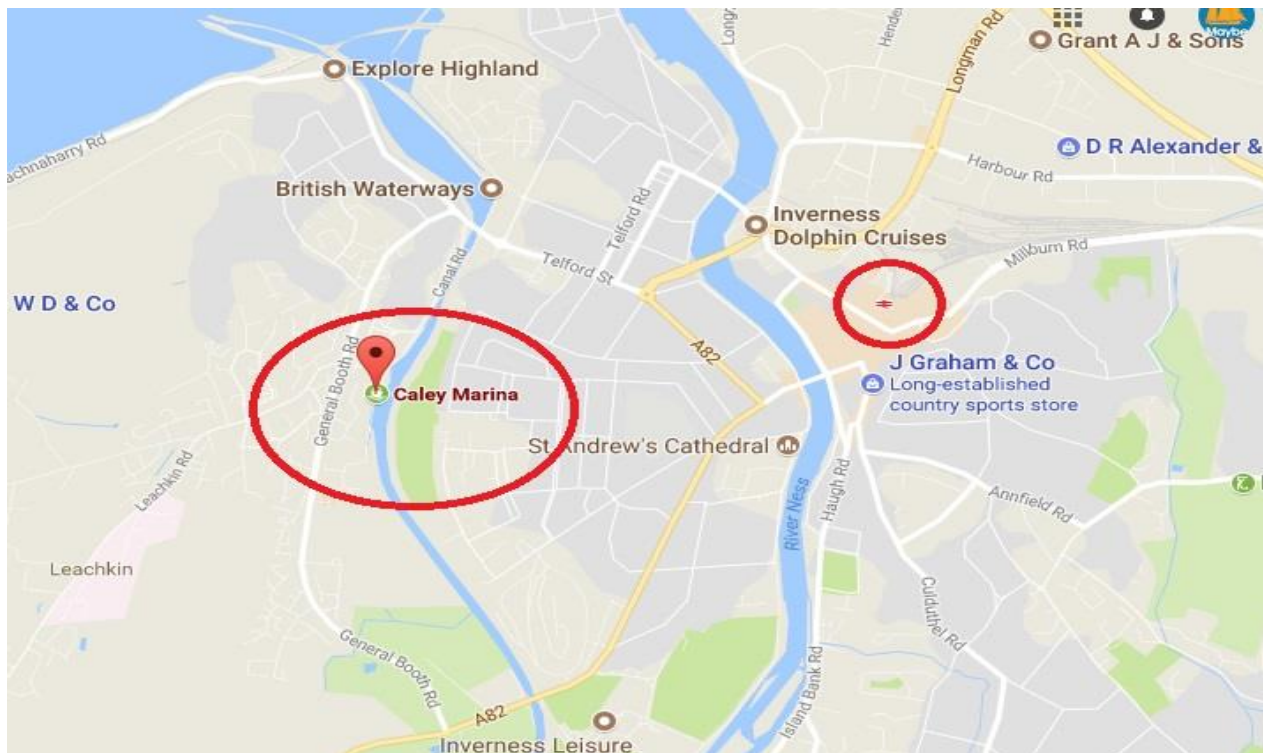 Longman Rd
Grant A J & Sons
Maybe
Explore Highland
achnaharry Rd
D R Alexander &
Harbour Rd
British Waterways
Telford Rd
Inverness
Dolphin Cruises
Millburn Rd
Canal Rd
Telford St
W D & Co
A82
General Booth Rd
J Graham & Co
Long-established
country sports store
Caley Marina
St Andrew's Cathedral
Leachkin Rd
River Ness
Haugh Rd
Annfield Rd
Leachkin
Culduthel Rd
General Booth Rd
Island Bank Rd
A82
Inverness Leisure